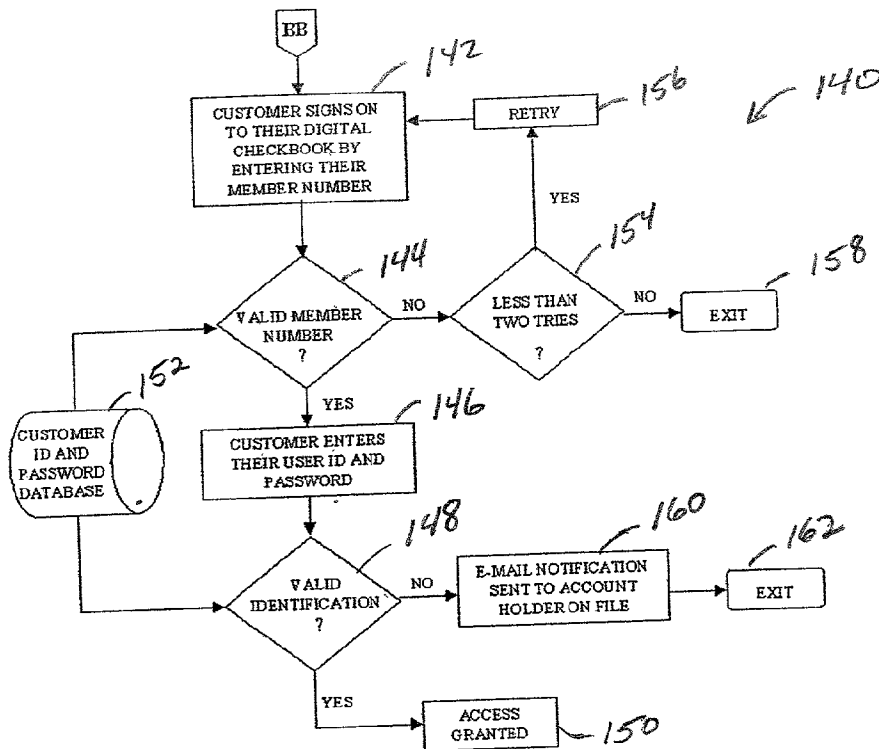 BB
142
CUSTOMER SIGNS ON
TO THEIR DIGITAL
CHECKBOOK BY
ENTERING THEIR
MEMBER NUMBER
RETRY
156
140
YES
144
VALID MEMBER
NUMBER
?
NO
154
LESS THAN
TWO TRIES
?
NO
158
EXIT
152
CUSTOMER
ID AND
PASSWORD
DATABASE
YES
146
CUSTOMER ENTERS
THEIR USER ID AND
PASSWORD
148
VALID
IDENTIFICATION
?
NO
160
E-MAIL NOTIFICATION
SENT TO ACCOUNT
HOLDER ON FILE
162
EXIT
YES
ACCESS
GRANTED
150